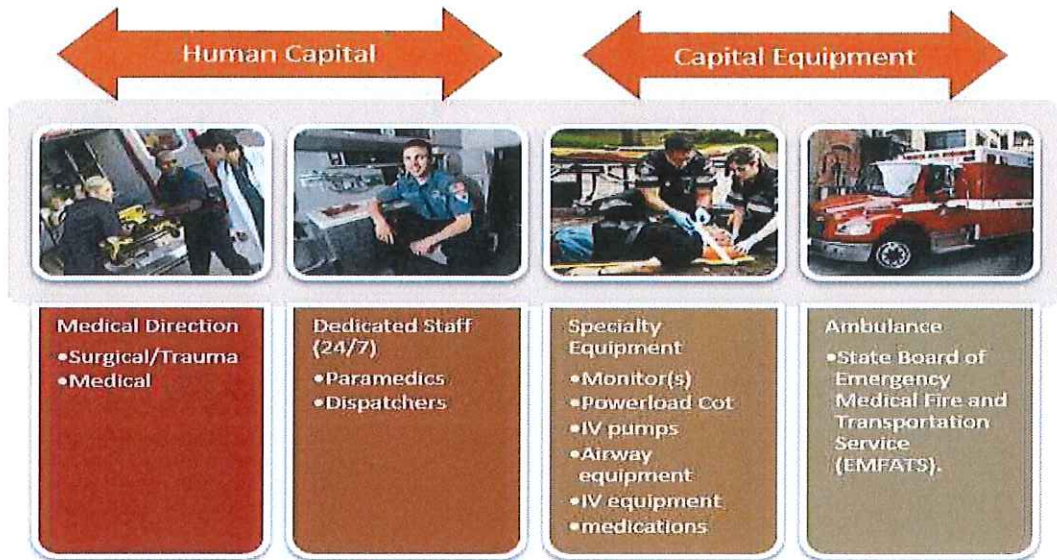 Human Capital
Capital Equipment
Medical Direction
•Surgical/Trauma
•Medical
Dedicated Staff
(24/7)
•Paramedics
•Dispatchers
Specialty
Equipment
•Monitor(s)
•Powerload Cot
•IV pumps
•Airway
equipment
•IV equipment
•medications
Ambulance
•State Board of
Emergency
Medical Fire and
Transportation
Service
(EMFATS).